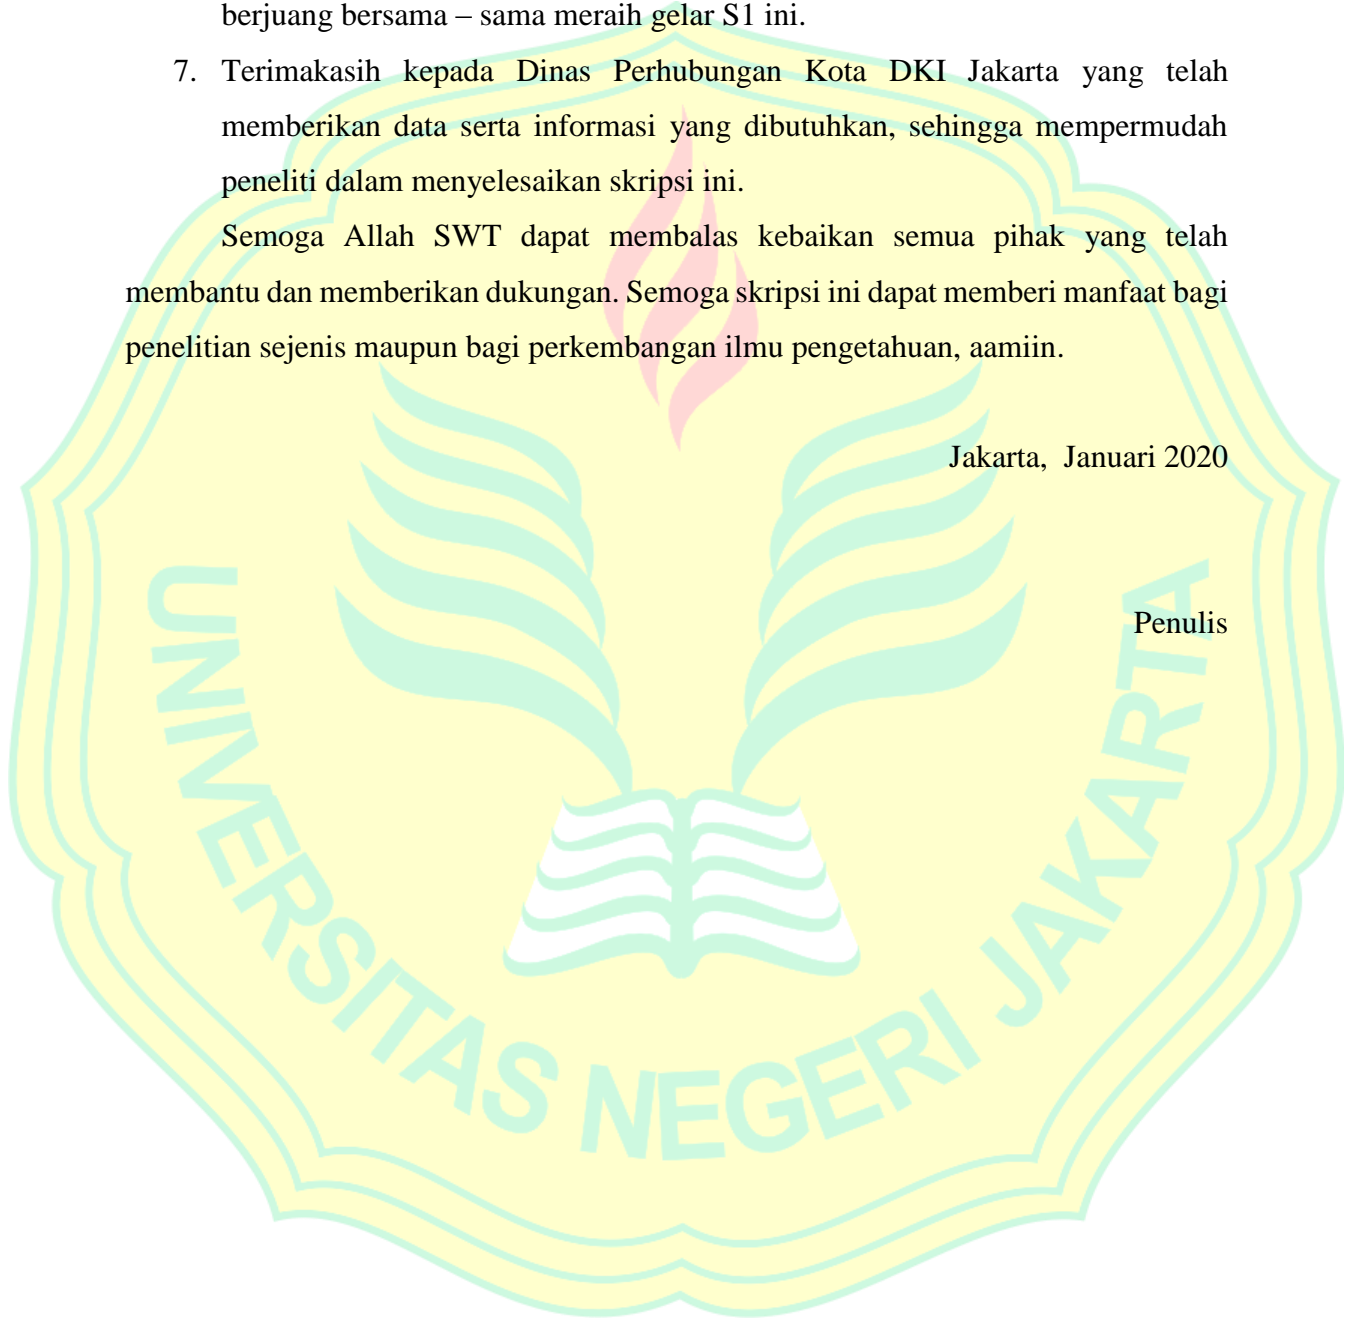 berjuang bersama – sama meraih gelar S1 ini.
7. Terimakasih kepada Dinas Perhubungan Kota DKI Jakarta yang telah
memberikan data serta informasi yang dibutuhkan, sehingga mempermudah
peneliti dalam menyelesaikan skripsi ini.
Semoga Allah SWT dapat membalas kebaikan semua pihak yang telah
membantu dan memberikan dukungan. Semoga skripsi ini dapat memberi manfaat bagi
penelitian sejenis maupun bagi perkembangan ilmu pengetahuan, aamiin.
Jakarta,  Januari 2020
Penulis
UNIVERSITAS NEGERI JAKARTA